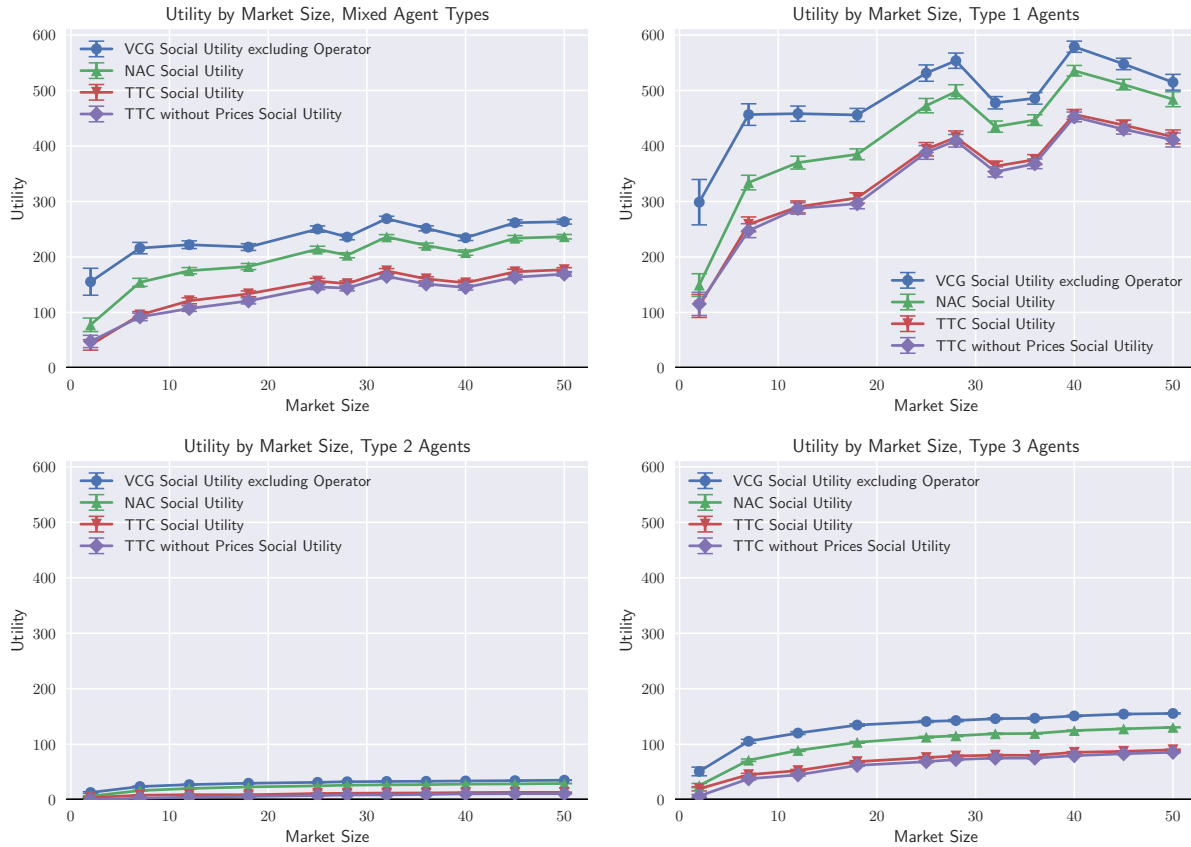 Utility by Market Size, Mixed Agent Types
600
500
400
300
200
100
0
Utility
VCG Social Utility excluding Operator
NAC Social Utility
TTC Social Utility
TTC without Prices Social Utility
0 10 20 30 40 50
Market Size
Utility by Market Size, Type 1 Agents
600
500
400
300
200
100
0
Utility
VCG Social Utility excluding Operator
NAC Social Utility
TTC Social Utility
TTC without Prices Social Utility
0 10 20 30 40 50
Market Size
Utility by Market Size, Type 2 Agents
600
500
400
300
200
100
0
Utility
VCG Social Utility excluding Operator
NAC Social Utility
TTC Social Utility
TTC without Prices Social Utility
0 10 20 30 40 50
Market Size
Utility by Market Size, Type 3 Agents
600
500
400
300
200
100
0
Utility
VCG Social Utility excluding Operator
NAC Social Utility
TTC Social Utility
TTC without Prices Social Utility
0 10 20 30 40 50
Market Size